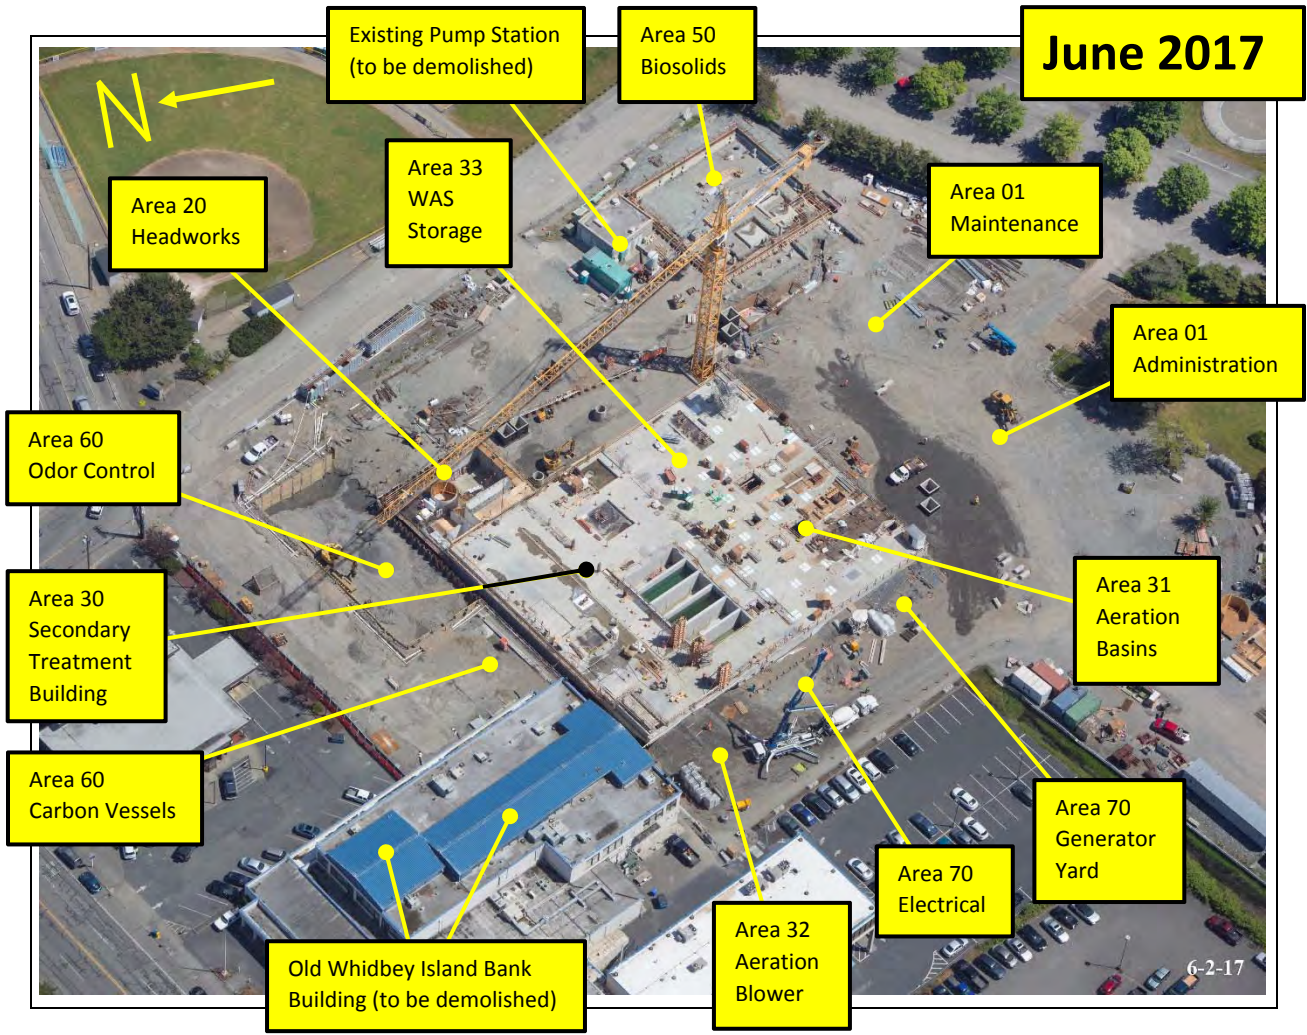 June 2017
Existing Pump Station
(to be demolished)
Area 50
Biosolids
N
Area 33
WAS
Storage
Area 20
Headworks
Area 01
Maintenance
Area 01
Administration
Area 60
Odor Control
Area 30
Secondary
Treatment
Building
Area 31
Aeration
Basins
Area 60
Carbon Vessels
Area 70
Generator
Yard
Area 70
Electrical
Area 32
Aeration
Blower
Old Whidbey Island Bank
Building (to be demolished)
6-2-17